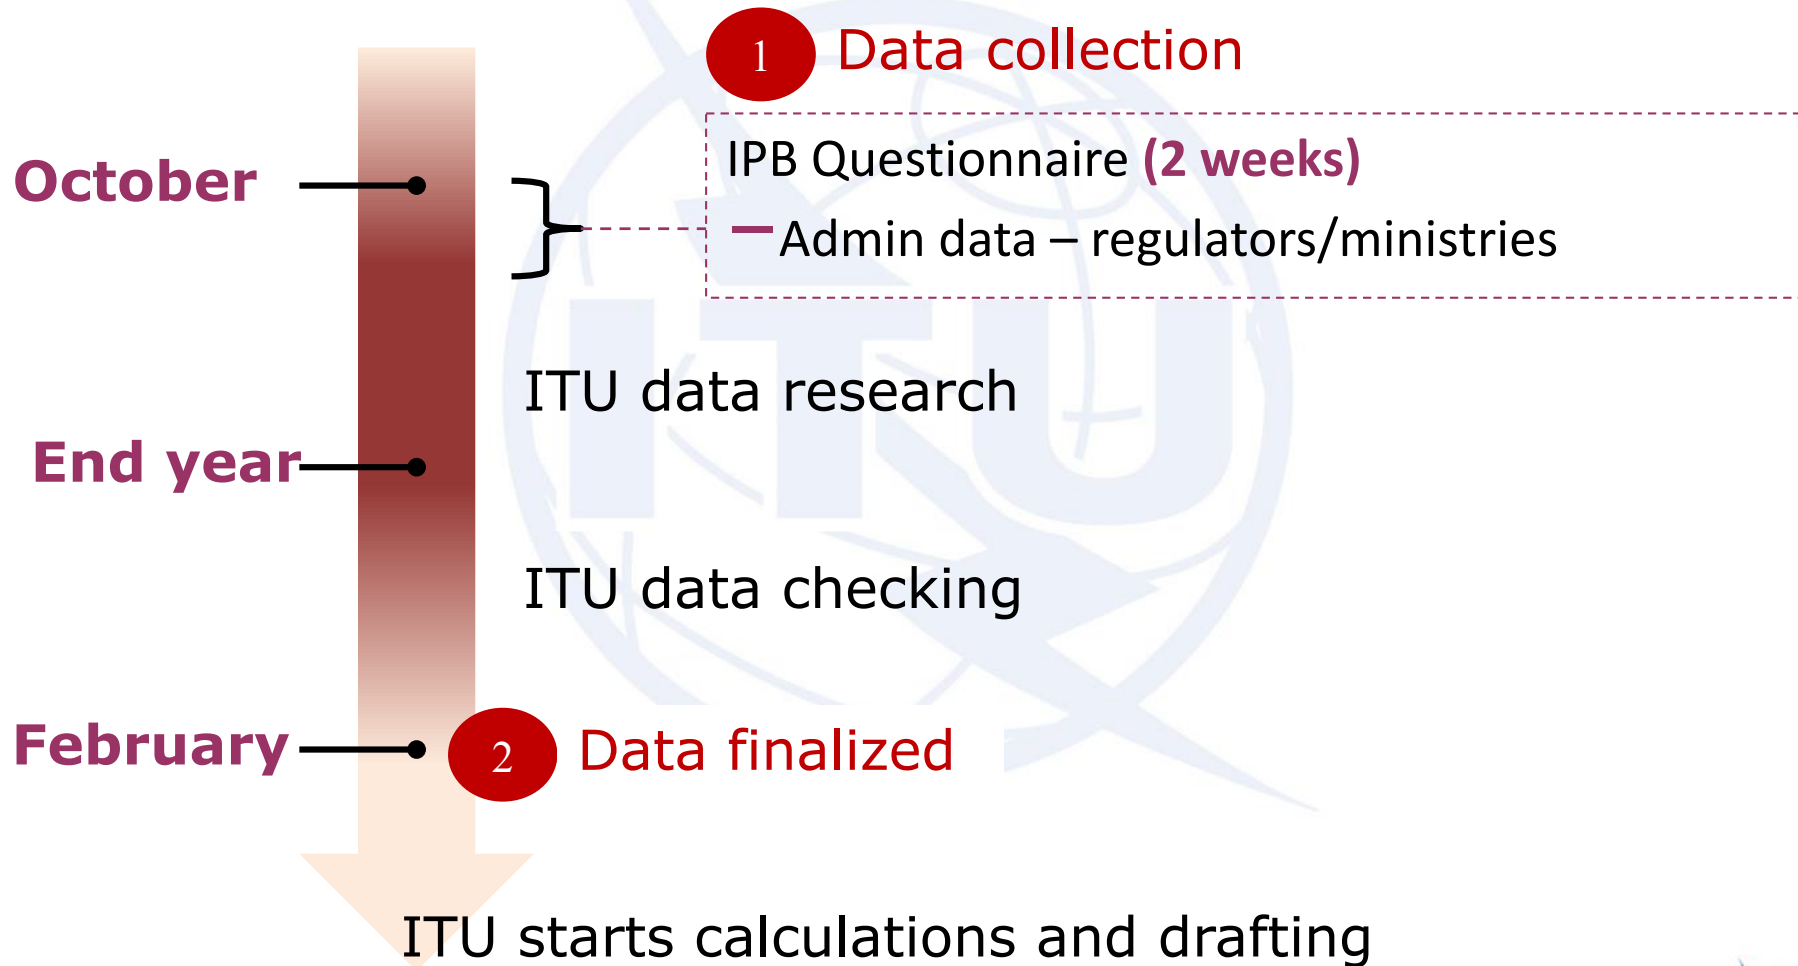 1 Data collection
October
IPB Questionnaire (2 weeks)
Admin data – regulators/ministries
ITU data research
End year
ITU data checking
February
2 Data finalized
ITU starts calculations and drafting
ITU